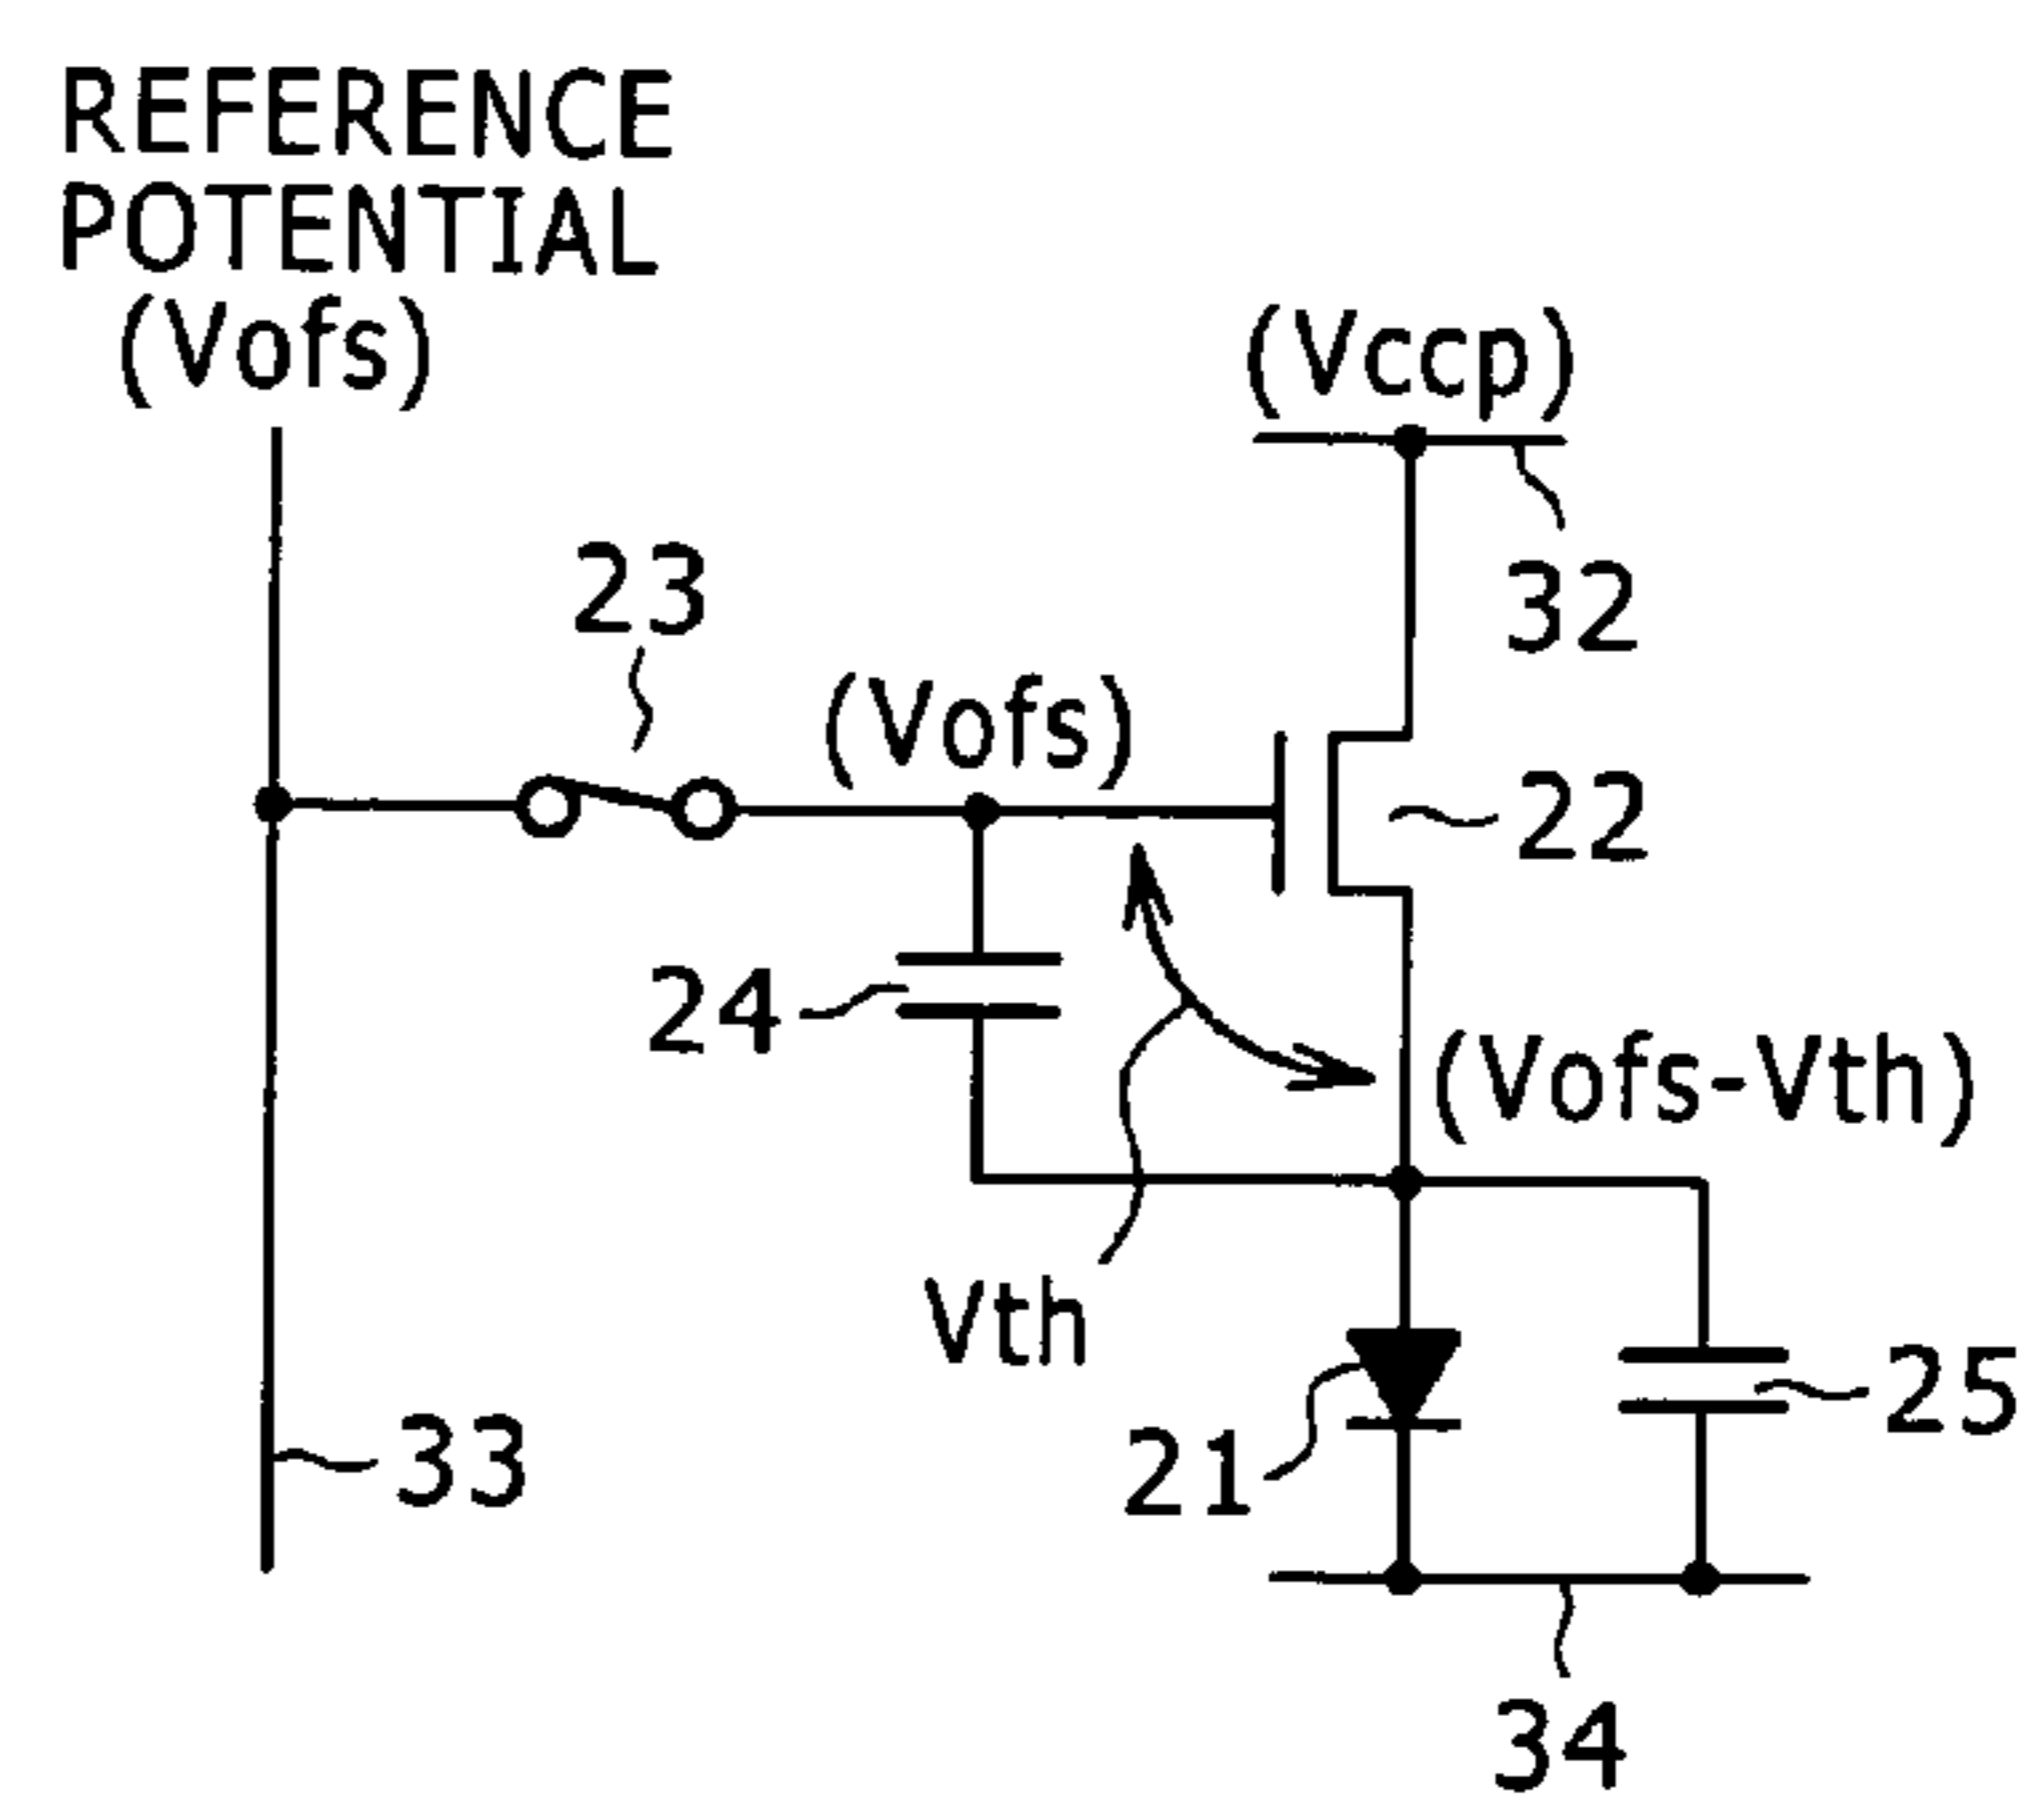 REFERENCE
POTENTIAL
(Vofs)
(Vccp)
32
23
(Vofs)
22
24
(Vofs-Vth)
Vth
33
21
25
34